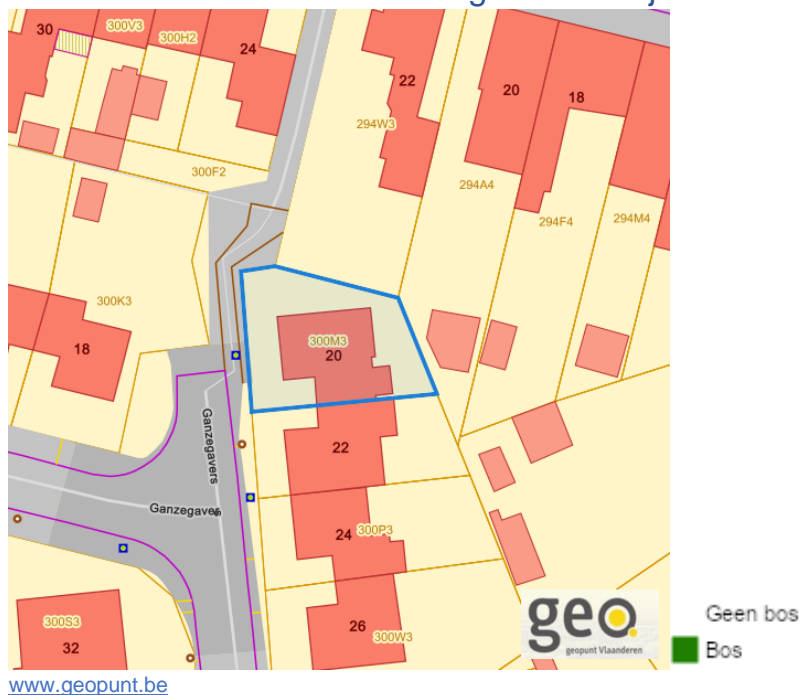 30
300V3
300H2
24
22
20
18
294W3
300F2
294A4
294F4
294M4
300K3
18
300M3
20
Ganzegavers
22
Ganzegavers
24
300P3
300S3
32
26
300W3
geo
geopunt Vlaanderen
Geen bos
Bos
www.geopunt.be